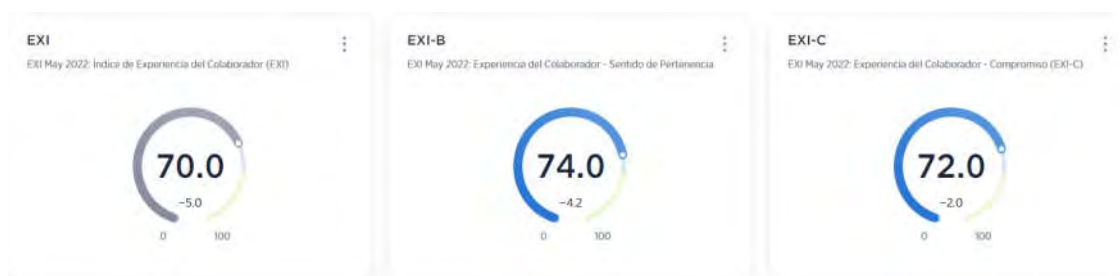 EXI
EXI May 2022: Índice de Experiencia del Colaborador (EXI)
70.0
−5.0
0 100
EXI-B
EXI May 2022: Experiencia del Colaborador - Sentido de Pertenencia
74.0
−4.2
0 100
EXI-C
EXI May 2022: Experiencia del Colaborador - Compromiso (EXI-C)
72.0
−2.0
0 100